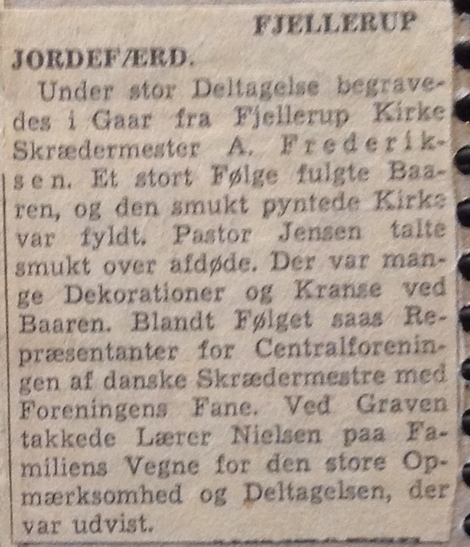 FJELLERUP
JORDEFÆRD.
Under stor Deltagelse begrave-
des i Gaar fra Fjellerup Kirke
Skrædermester A. Frederik-
sen. Et stort Følge fulgte Baa-
ren, og den smukt pyntede Kirke
var fyldt. Pastor Jensen talte
smukt over afdøde. Der var man-
ge Dekorationer og Kranse ved
Baaren. Blandt Følget saas Re-
præsentanter for Centralforenin-
gen af danske Skrædermestre med
Foreningens Fane. Ved Graven
takkede Lærer Nielsen paa Fa-
miliens Vegne for den store Op-
mærksomhed og Deltagelsen, der
var udvist.